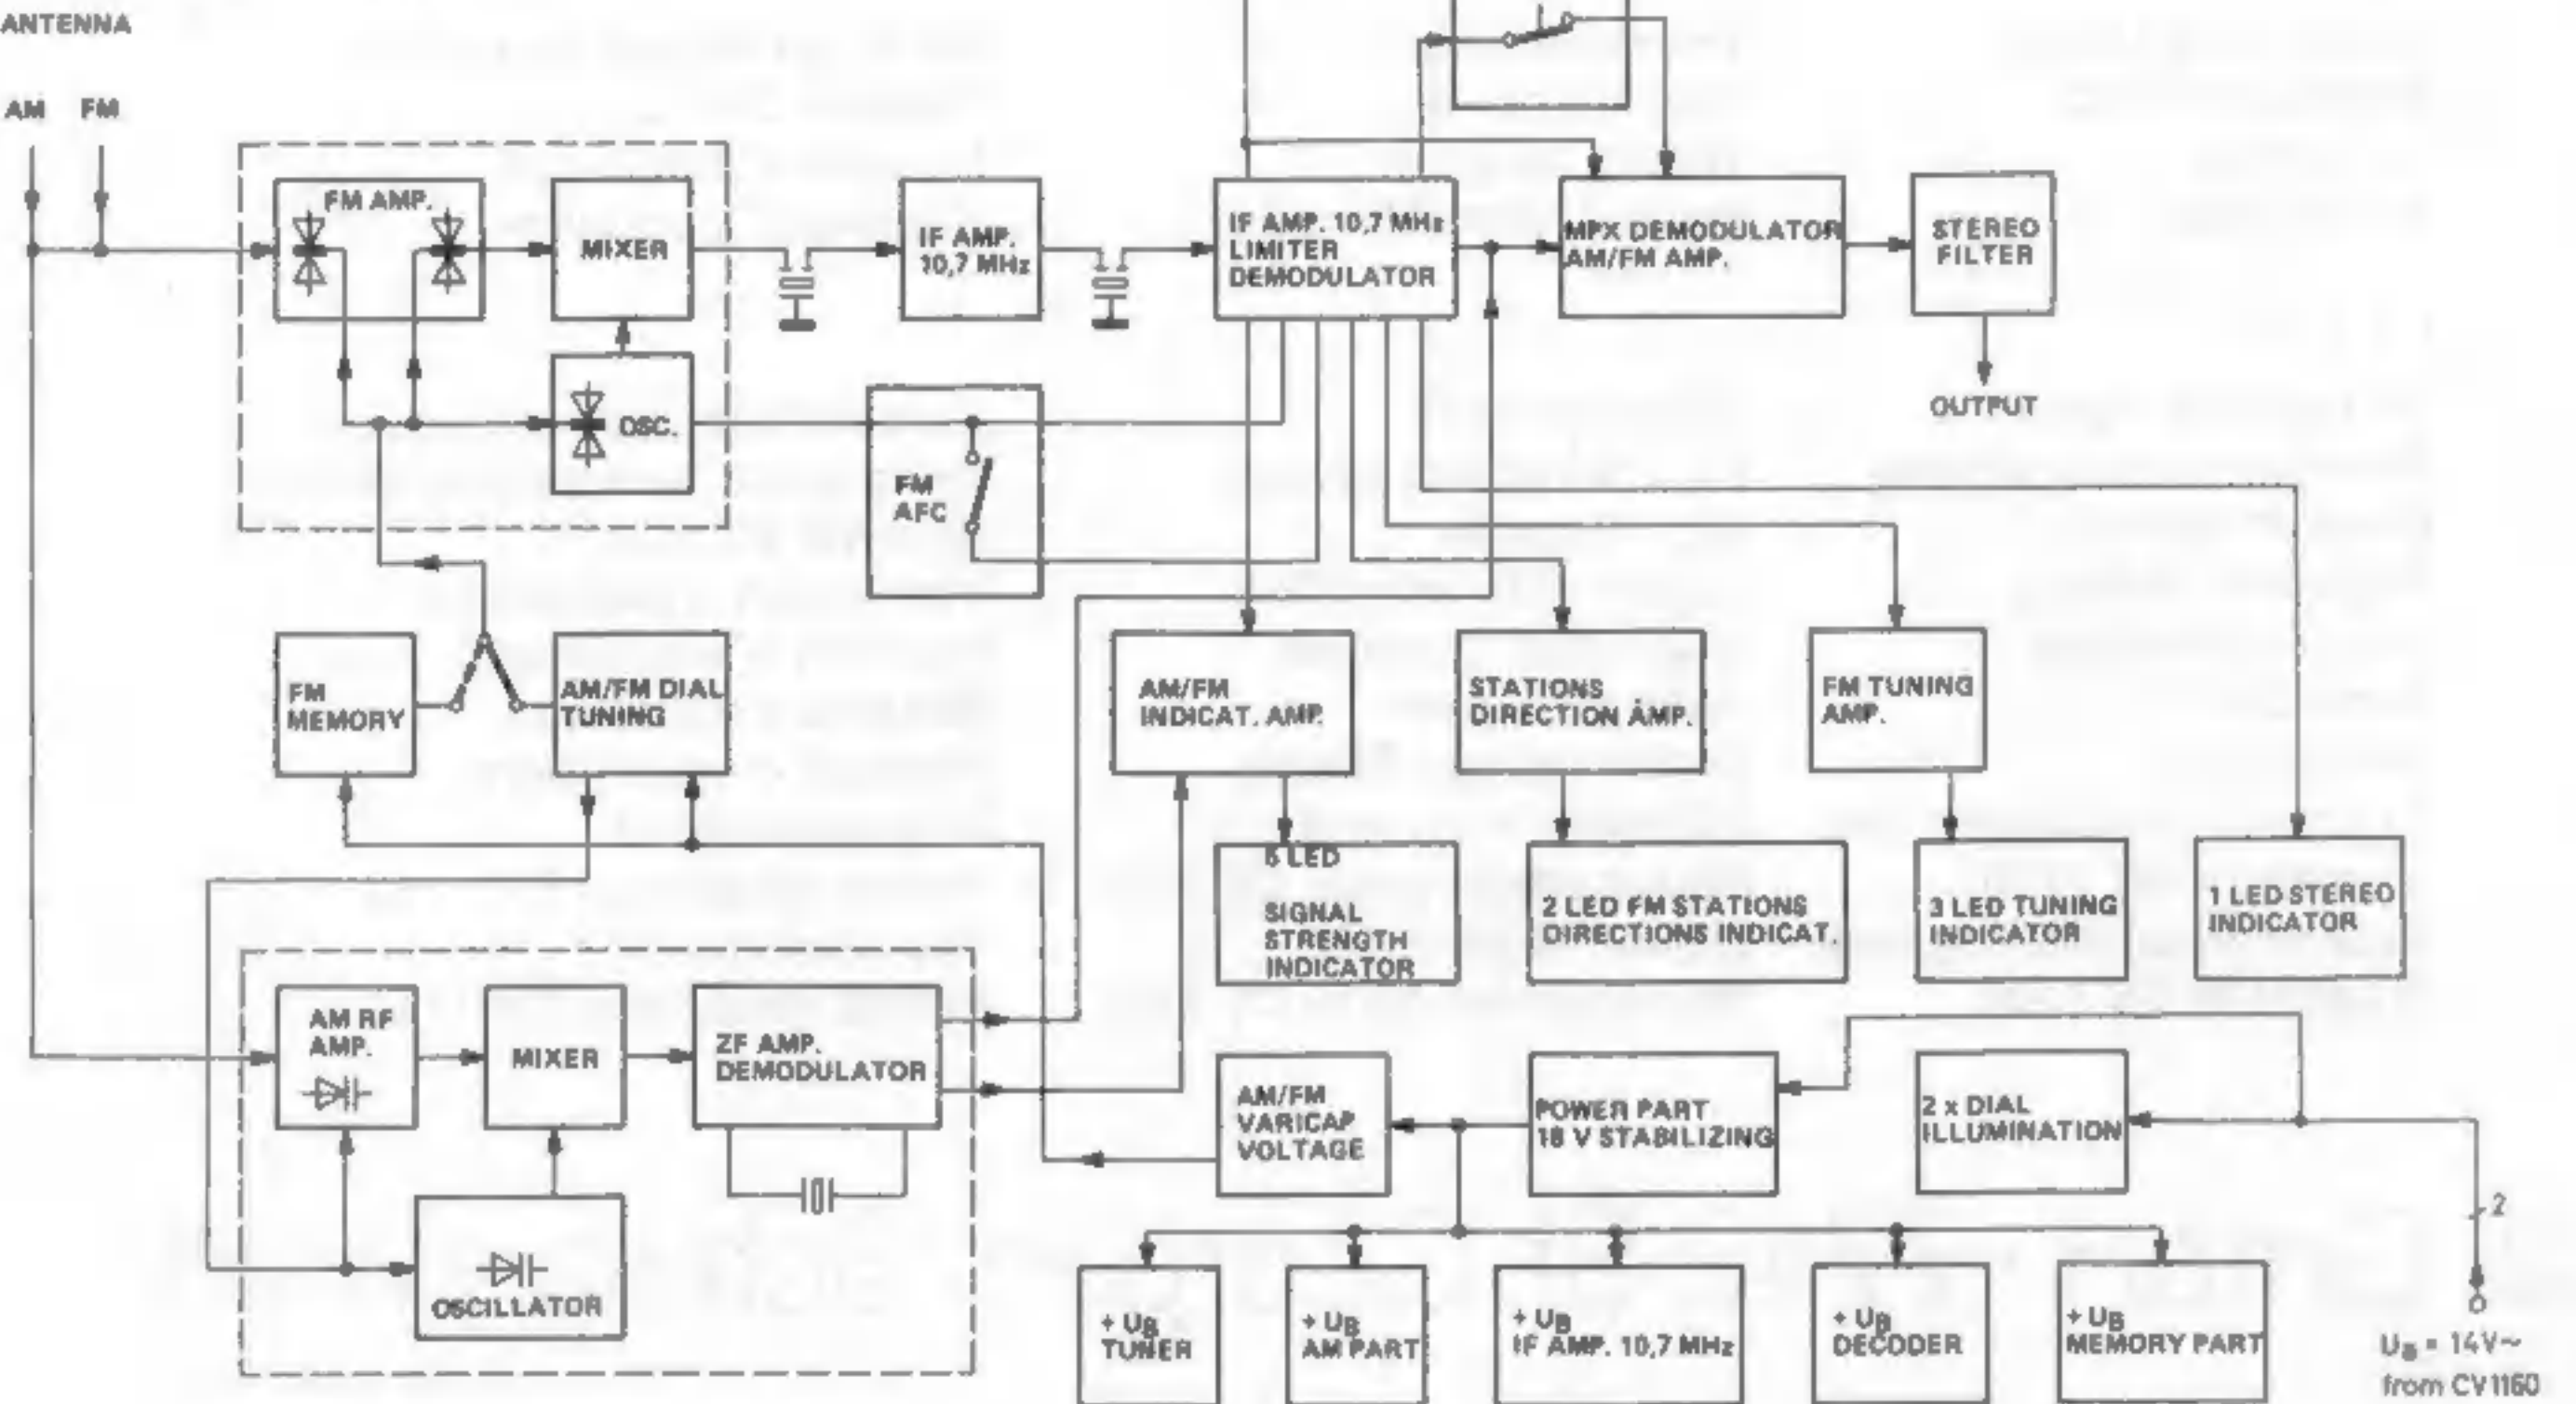 ANTENNA
AM FM
FM AMP.
MIXER
IF AMP.
10,7 MHz
IF AMP. 10,7 MHz
LIMITER
DEMODULATOR
MPX DEMODULATOR
AM/FM AMP.
STEREO
FILTER
OUTPUT
OSC.
FM
AFC
FM
MEMORY
AM/FM DIAL
TUNING
AM/FM
INDICAT. AMP.
STATIONS
DIRECTION AMP.
FM TUNING
AMP.
5 LED
SIGNAL
STRENGTH
INDICATOR
2 LED FM STATIONS
DIRECTIONS INDICAT.
3 LED TUNING
INDICATOR
1 LED STEREO
INDICATOR
AM RF
AMP.
MIXER
ZF AMP.
DEMODULATOR
OSCILLATOR
AM/FM
VARICAP
VOLTAGE
POWER PART
18 V STABILIZING
2 x DIAL
ILLUMINATION
2
+ UB
TUNER
+ UB
AM PART
+ UB
IF AMP. 10,7 MHz
+ UB
DECODER
+ UB
MEMORY PART
UB = 14V~
from CV1160